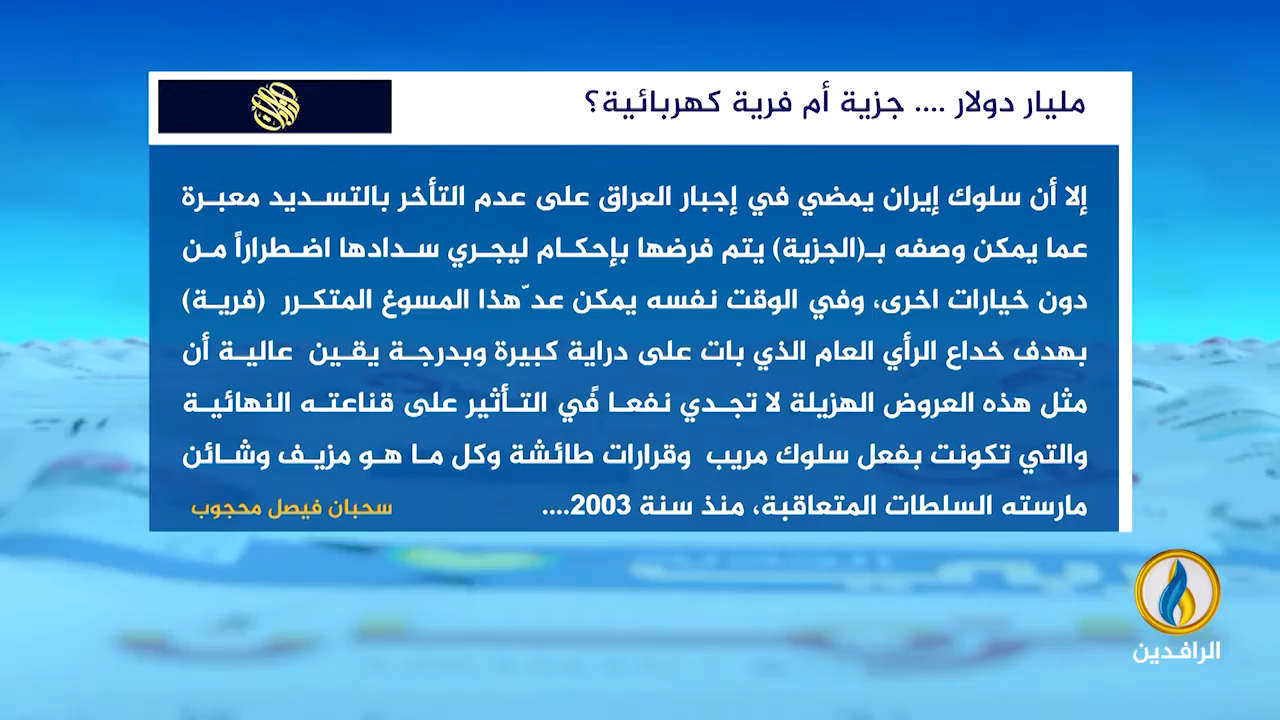 مليار دولار .... جزية أم فرية كهربائية؟
إلا أن سلوك إيران يمضي في إجبار العراق على عدم التأخر بالتسديد معبرة
عما يمكن وصفه بـ(الجزية) يتم فرضها بإحكام ليجري سدادها اضطراراً من
دون خيارات اخرى، وفي الوقت نفسه يمكن عدّ هذا المسوغ المتكرر (فرية)
بهدف خداع الرأي العام الذي بات على دراية كبيرة وبدرجة يقين عالية أن
مثل هذه العروض الهزيلة لا تجدي نفعا ًفي التأثير على قناعته النهائية
والتي تكونت بفعل سلوك مريب وقرارات طائشة وكل ما هو مزيف وشائن
مارسته السلطات المتعاقبة، منذ سنة 2003....
سحبان فيصل محجوب
الرافدين